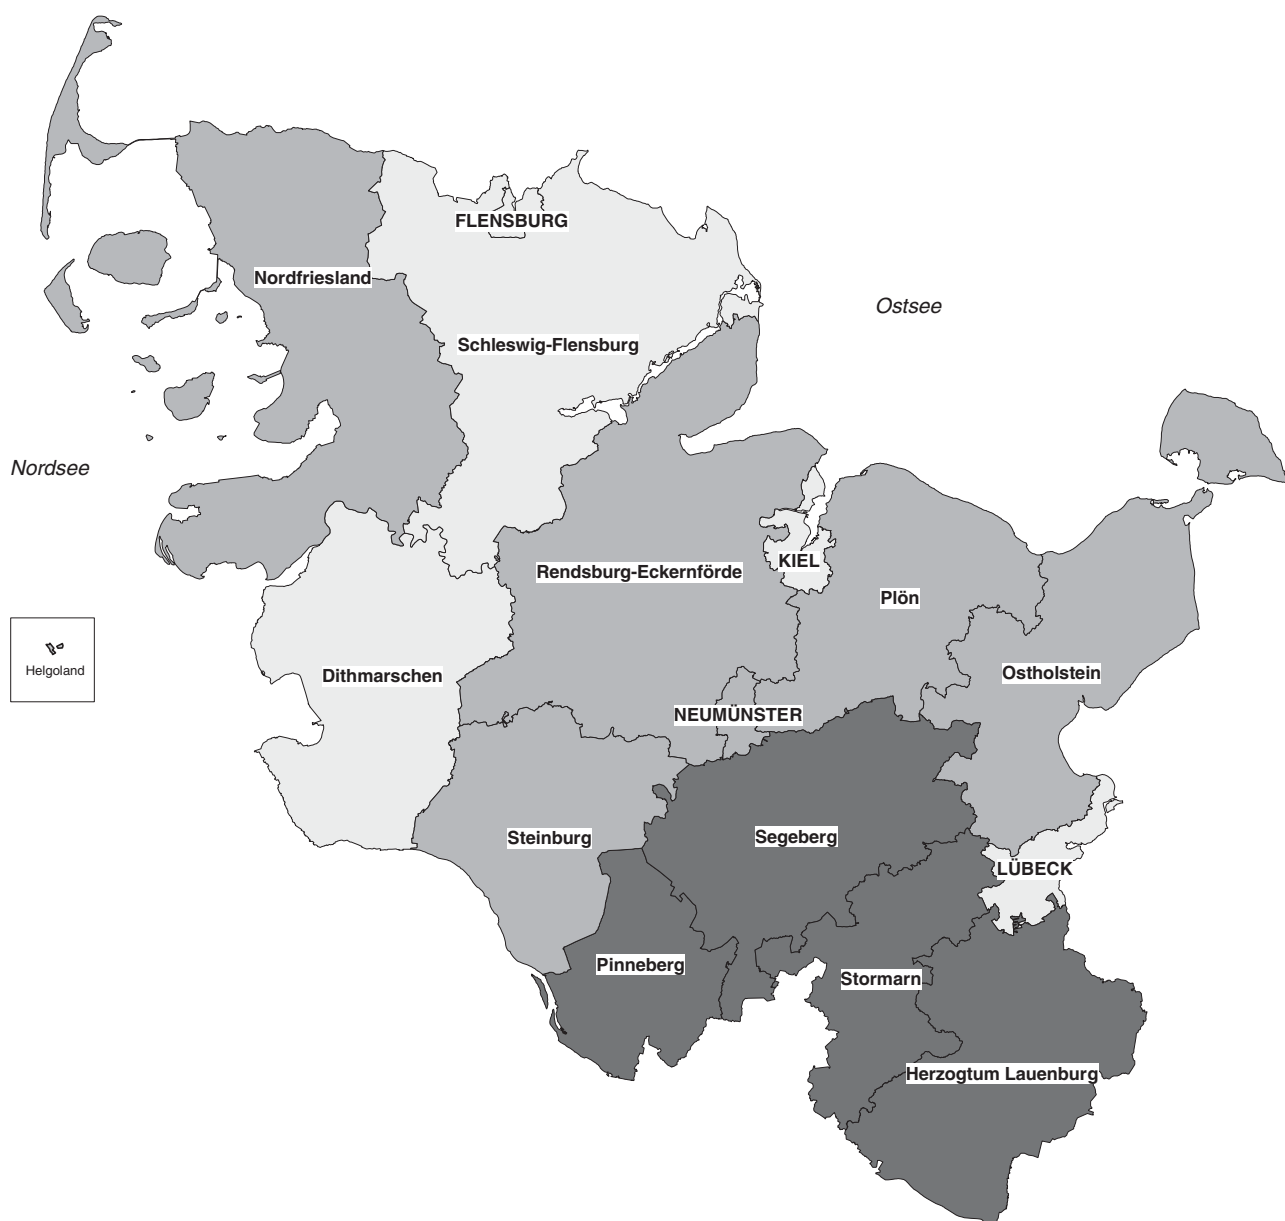 FLENSBURG
Nordfriesland
Ostsee
Schleswig-Flensburg
Nordsee
KIEL
Rendsburg-Eckernförde
Plön
Helgoland
Dithmarschen
Ostholstein
NEUMÜNSTER
Steinburg
Segeberg
LÜBECK
Pinneberg
Stormarn
Herzogtum Lauenburg